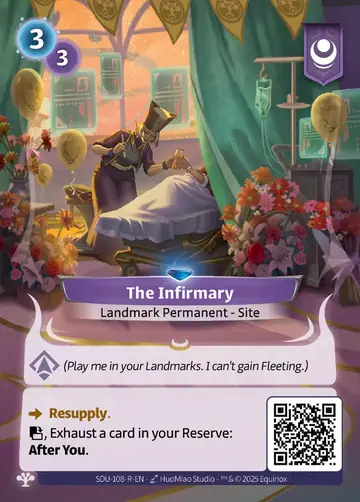 3
3
The Infirmary
Landmark Permanent - Site
(Play me in your Landmarks. I can't gain Fleeting.)
Resupply.
, Exhaust a card in your Reserve:
After You.
SDU-108-R-EN - HuoMiao Studio - ™ & © 2025 Equinox